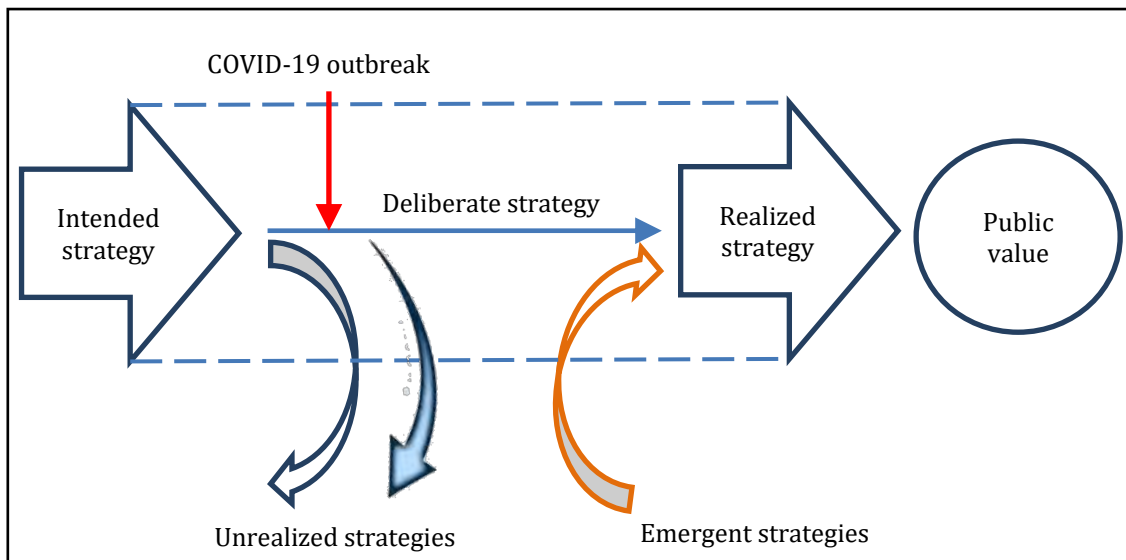 COVID-19 outbreak
Intended
strategy
Deliberate strategy
Realized
strategy
Public
value
Unrealized strategies
Emergent strategies